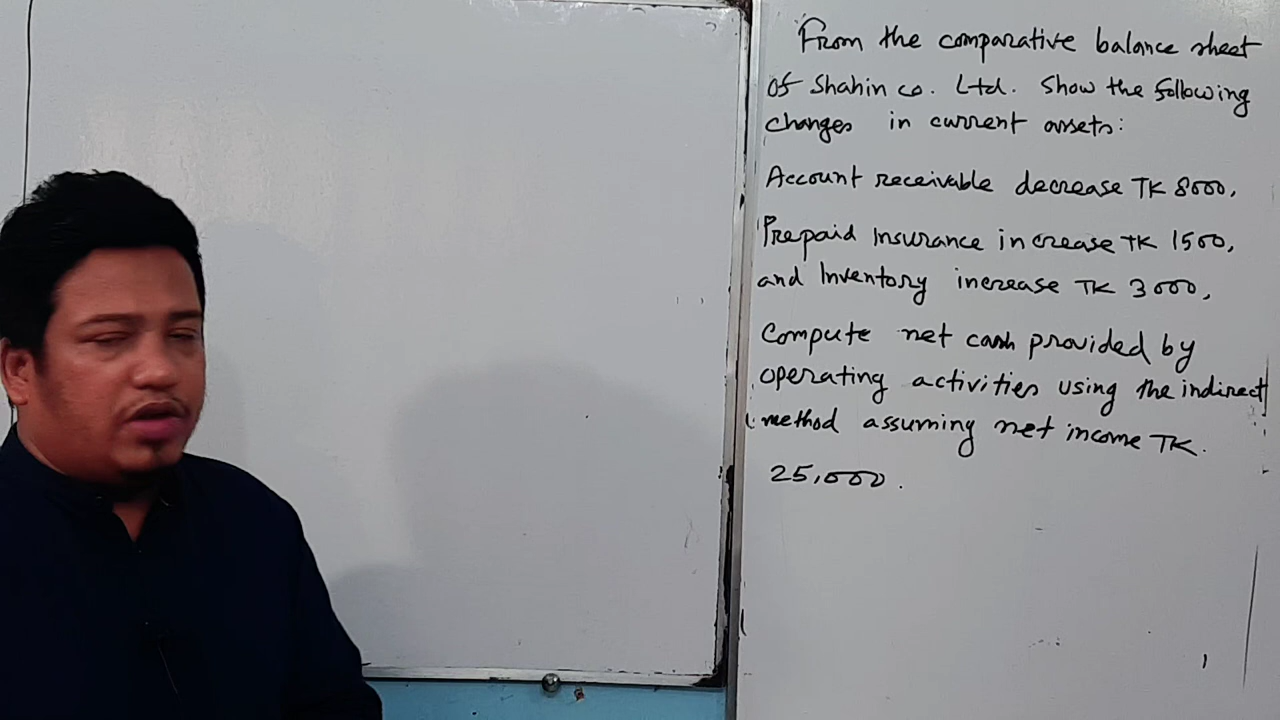 From the comparative balance sheet
of Shahin co. Ltd. Show the following
changes in current assets:
Account receivable decrease TK 8000,
Prepaid Insurance increase TK 1500,
and Inventory increase TK 3000,
Compute net cash provided by
operating activities using the indirect
method assuming net income TK.
25,000.